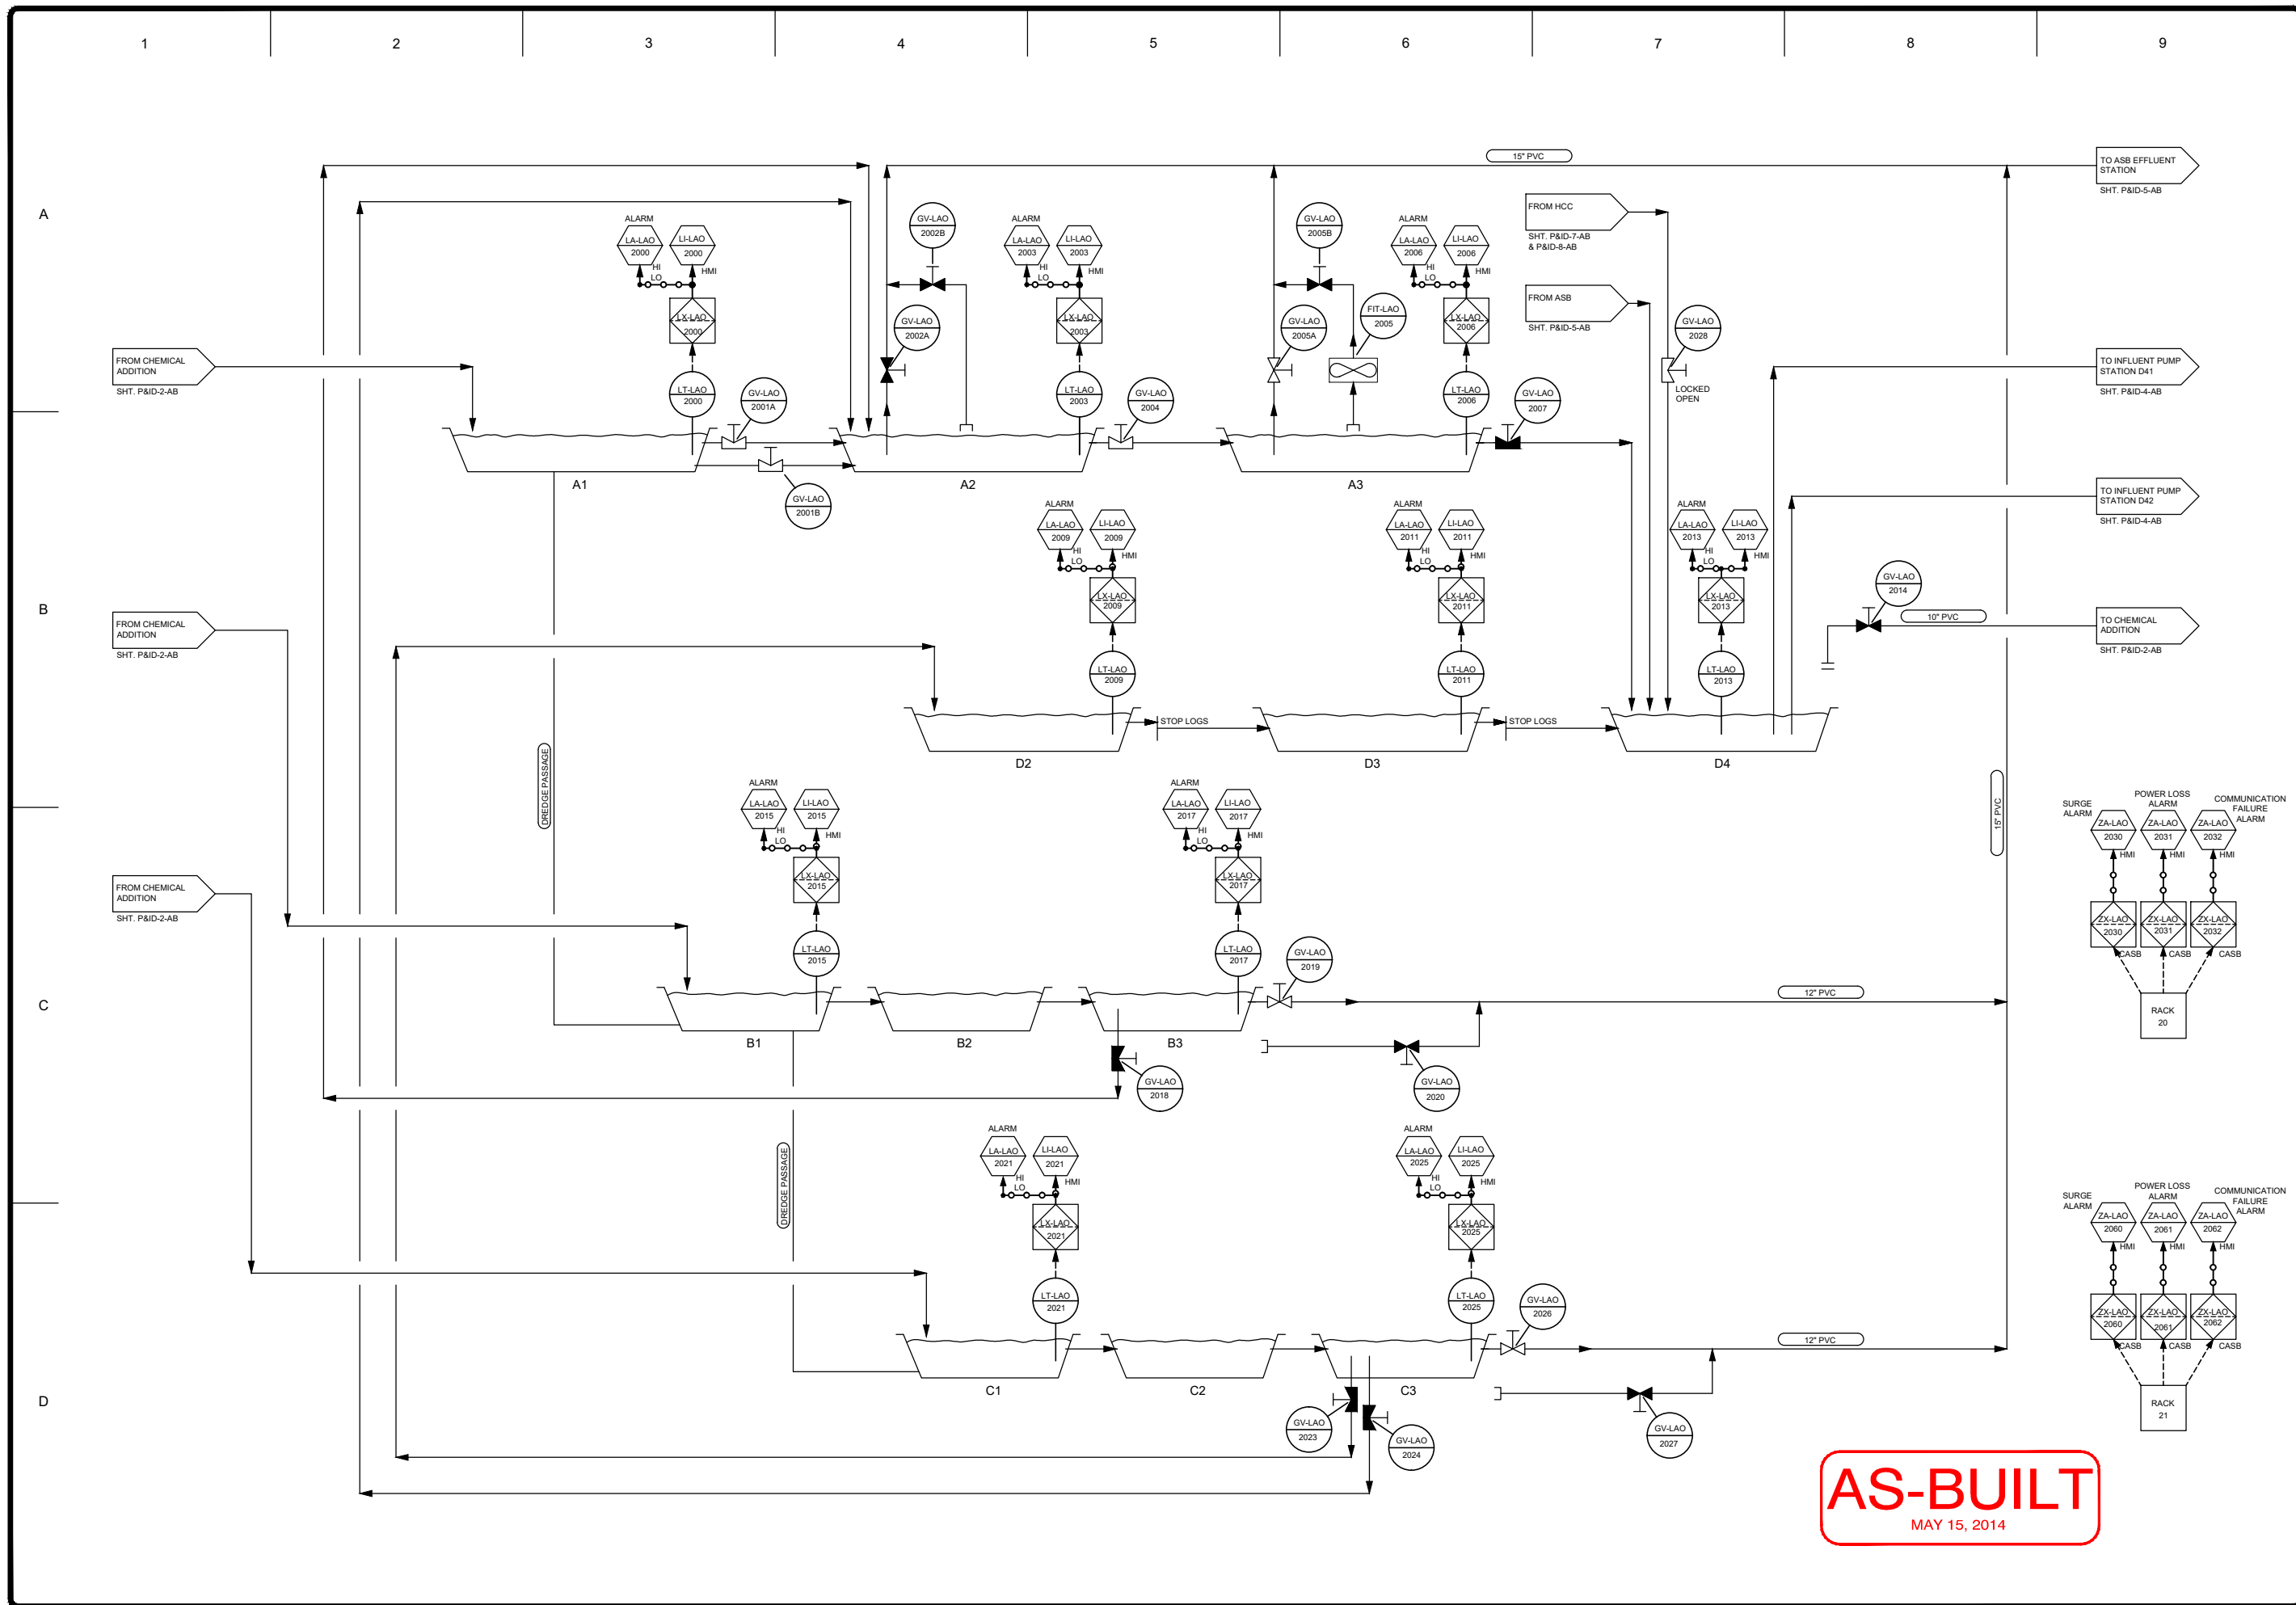 1
2
3
4
5
6
7
8
9
A
B
C
D
15" PVC
TO ASB EFFLUENT
STATION
SHT. P&ID-5-AB
FROM HCC
SHT. P&ID-7-AB
& P&ID-8-AB
FROM ASB
SHT. P&ID-5-AB
ALARM
LA-LAO
2000
LI-LAO
2000
HI
LO
HMI
LX-LAO
2000
LT-LAO
2000
GV-LAO
2002B
GV-LAO
2002A
ALARM
LA-LAO
2003
LI-LAO
2003
HI
LO
HMI
LX-LAO
2003
LT-LAO
2003
GV-LAO
2005B
GV-LAO
2005A
FIT-LAO
2005
ALARM
LA-LAO
2006
LI-LAO
2006
HI
LO
HMI
LX-LAO
2006
LT-LAO
2006
GV-LAO
2028
LOCKED
OPEN
FROM CHEMICAL
ADDITION
SHT. P&ID-2-AB
GV-LAO
2001A
GV-LAO
2001B
GV-LAO
2004
GV-LAO
2007
TO INFLUENT PUMP
STATION D41
SHT. P&ID-4-AB
A1
A2
A3
TO INFLUENT PUMP
STATION D42
SHT. P&ID-4-AB
ALARM
LA-LAO
2009
LI-LAO
2009
HI
LO
HMI
LX-LAO
2009
LT-LAO
2009
ALARM
LA-LAO
2011
LI-LAO
2011
HI
LO
HMI
LX-LAO
2011
LT-LAO
2011
ALARM
LA-LAO
2013
LI-LAO
2013
HI
LO
HMI
LX-LAO
2013
LT-LAO
2013
GV-LAO
2014
10" PVC
TO CHEMICAL
ADDITION
SHT. P&ID-2-AB
FROM CHEMICAL
ADDITION
SHT. P&ID-2-AB
STOP LOGS
STOP LOGS
D2
D3
D4
DREDGE PASSAGE
15" PVC
ALARM
LA-LAO
2015
LI-LAO
2015
HI
LO
HMI
LX-LAO
2015
LT-LAO
2015
ALARM
LA-LAO
2017
LI-LAO
2017
HI
LO
HMI
LX-LAO
2017
LT-LAO
2017
SURGE
ALARM
POWER LOSS
ALARM
COMMUNICATION
FAILURE
ALARM
ZA-LAO
2030
ZA-LAO
2031
ZA-LAO
2032
HMI
HMI
HMI
ZX-LAO
2030
ZX-LAO
2031
ZX-LAO
2032
CASB
CASB
CASB
RACK
20
FROM CHEMICAL
ADDITION
SHT. P&ID-2-AB
GV-LAO
2019
12" PVC
B1
B2
B3
GV-LAO
2018
GV-LAO
2020
DREDGE PASSAGE
ALARM
LA-LAO
2021
LI-LAO
2021
HI
LO
HMI
LX-LAO
2021
LT-LAO
2021
ALARM
LA-LAO
2025
LI-LAO
2025
HI
LO
HMI
LX-LAO
2025
LT-LAO
2025
GV-LAO
2026
12" PVC
SURGE
ALARM
POWER LOSS
ALARM
COMMUNICATION
FAILURE
ALARM
ZA-LAO
2060
ZA-LAO
2061
ZA-LAO
2062
HMI
HMI
HMI
ZX-LAO
2060
ZX-LAO
2061
ZX-LAO
2062
CASB
CASB
CASB
RACK
21
C1
C2
C3
GV-LAO
2023
GV-LAO
2024
GV-LAO
2027
AS-BUILT
MAY 15, 2014